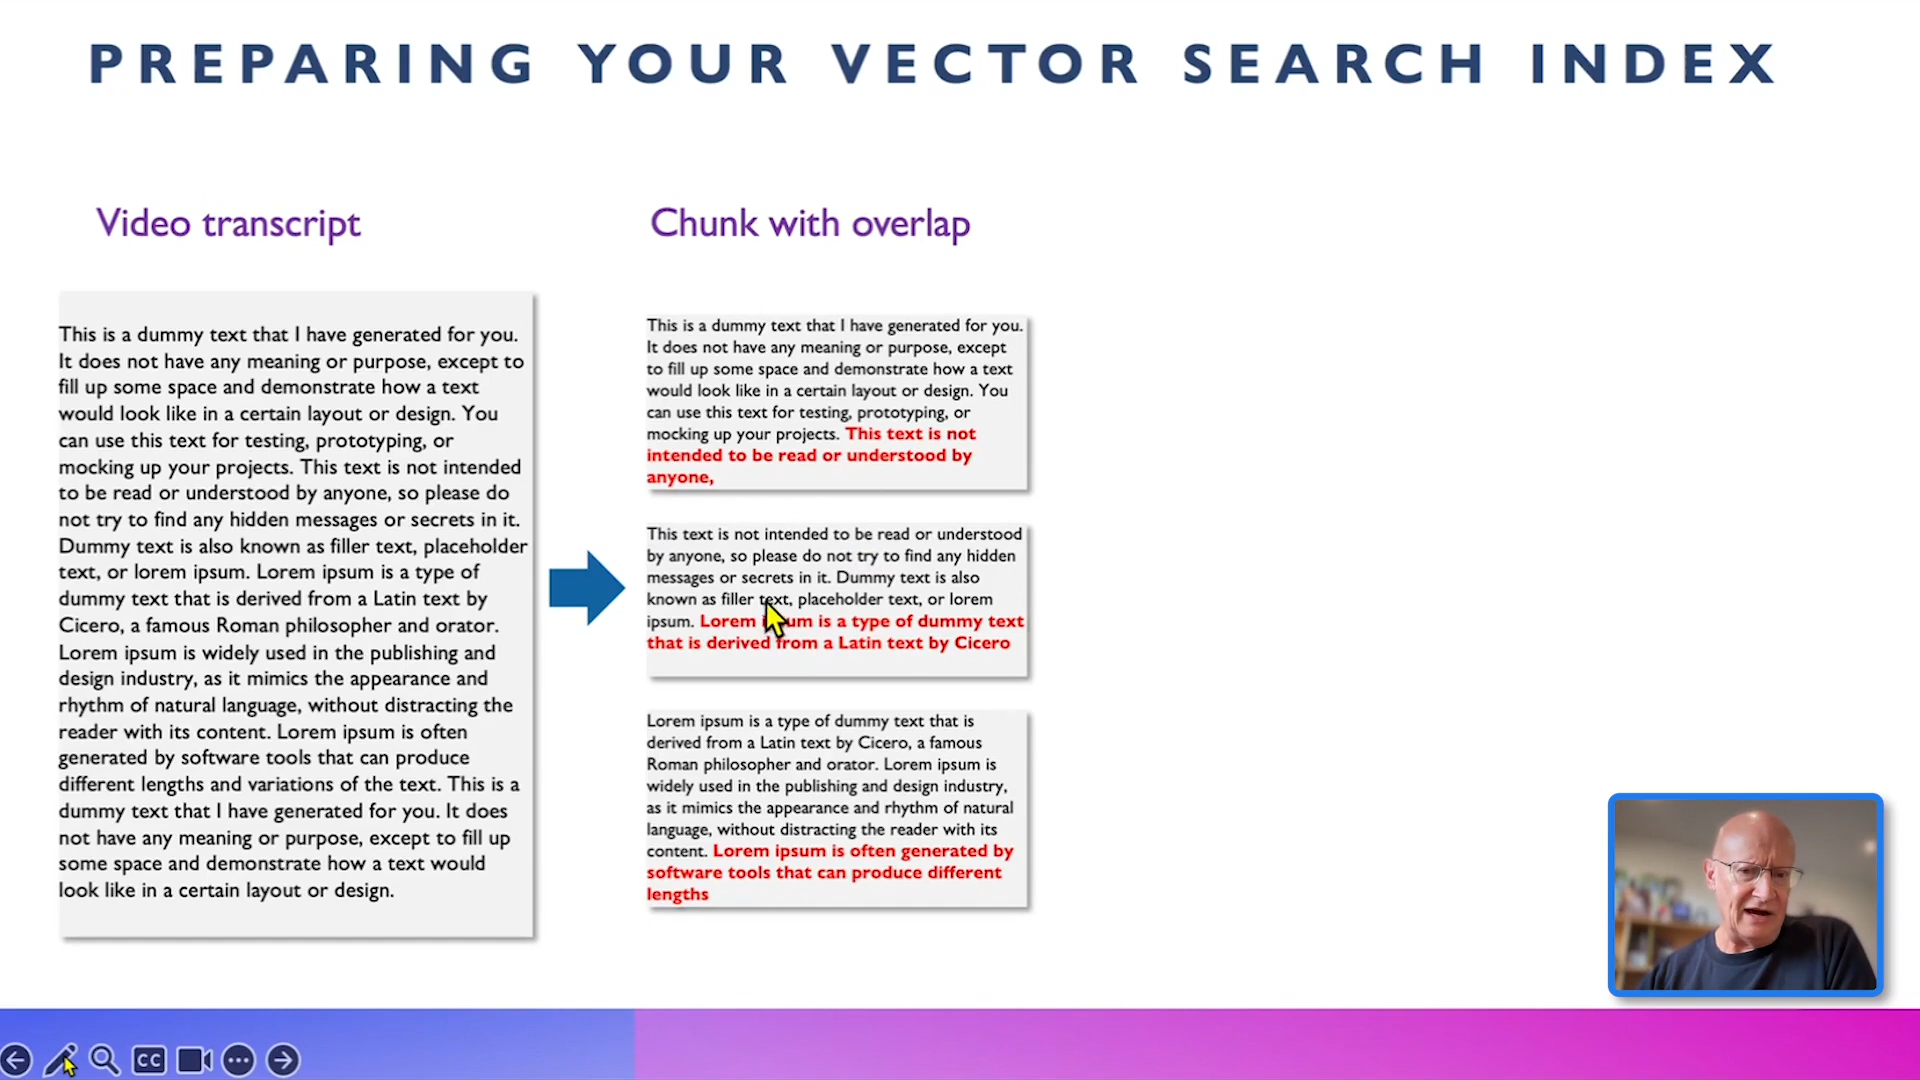 PREPARING YOUR VECTOR SEARCH INDEX
Video transcript
This is a dummy text that I have generated for you.
It does not have any meaning or purpose, except to
fill up some space and demonstrate how a text
would look like in a certain layout or design. You
can use this text for testing, prototyping, or
mocking up your projects. This text is not intended
to be read or understood by anyone, so please do
not try to find any hidden messages or secrets in it.
Dummy text is also known as filler text, placeholder
text, or lorem ipsum. Lorem ipsum is a type of
dummy text that is derived from a Latin text by
Cicero, a famous Roman philosopher and orator.
Lorem ipsum is widely used in the publishing and
design industry, as it mimics the appearance and
rhythm of natural language, without distracting the
reader with its content. Lorem ipsum is often
generated by software tools that can produce
different lengths and variations of the text. This is a
dummy text that I have generated for you. It does
not have any meaning or purpose, except to fill up
some space and demonstrate how a text would
look like in a certain layout or design.
Chunk with overlap
This is a dummy text that I have generated for you.
It does not have any meaning or purpose, except
to fill up some space and demonstrate how a text
would look like in a certain layout or design. You
can use this text for testing, prototyping, or
mocking up your projects. This text is not
intended to be read or understood by
anyone,
This text is not intended to be read or understood
by anyone, so please do not try to find any hidden
messages or secrets in it. Dummy text is also
known as filler text, placeholder text, or lorem
ipsum. Lorem ipsum is a type of dummy text
that is derived from a Latin text by Cicero
Lorem ipsum is a type of dummy text that is
derived from a Latin text by Cicero, a famous
Roman philosopher and orator. Lorem ipsum is
widely used in the publishing and design industry,
as it mimics the appearance and rhythm of natural
language, without distracting the reader with its
content. Lorem ipsum is often generated by
software tools that can produce different
lengths
CC